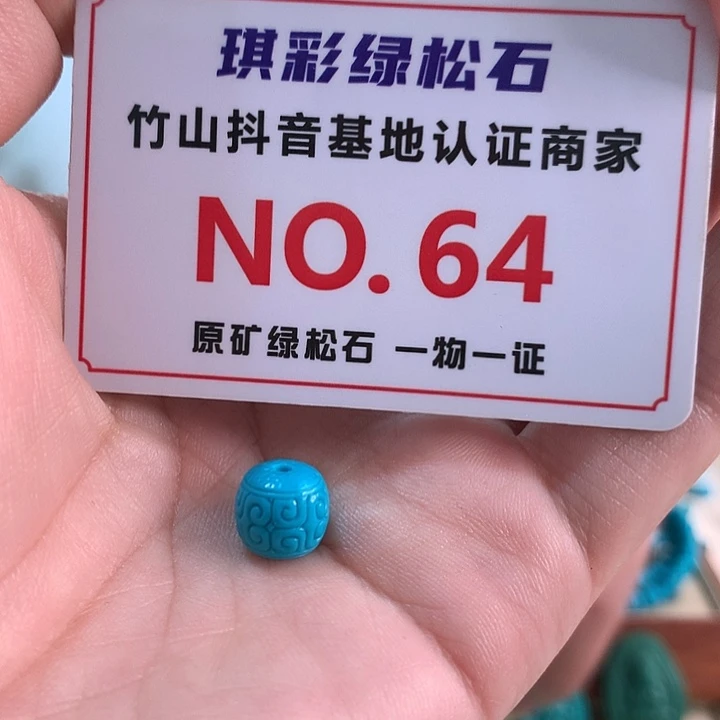 琪彩绿松石
竹山抖音基地认证商家
NO.64
原矿绿松石 一物一证